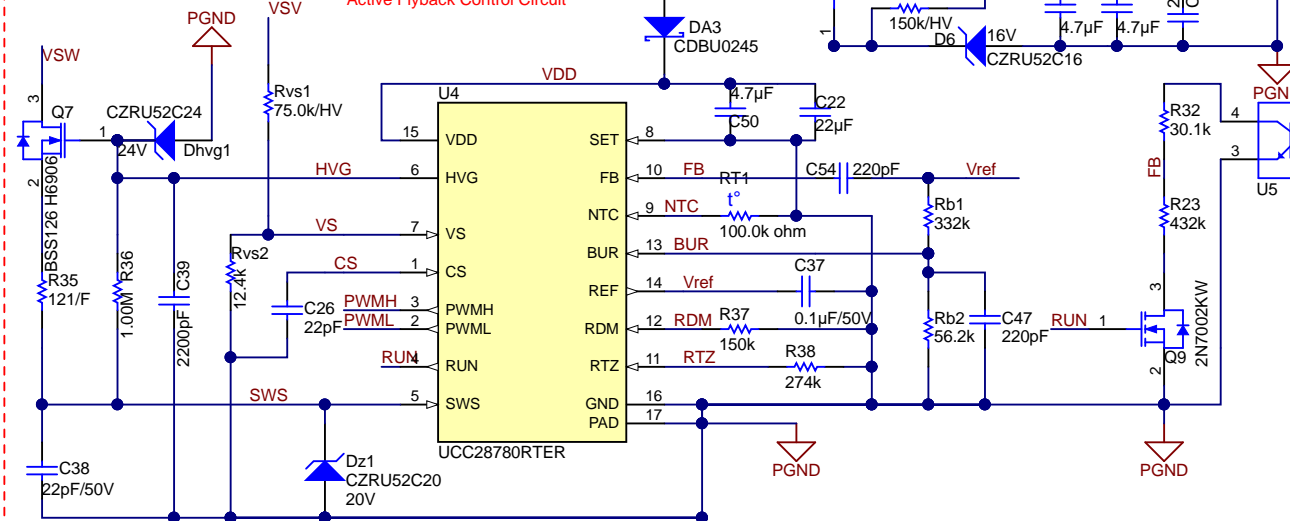 Active Flyback Control Circuit
VSV
PGND
VSW
3
Q7
CZRU52C24
1
24V
Dhvg1
2
BSS126 H6906
Rvs1
75.0k/HV
DA3
CDBU0245
VDD
150k/HV
1
D6
16V
CZRU52C16
4.7µF
4.7µF
PGN
U4
4.7µF
C50
C22
22µF
15
VDD
SET
8
HVG
6
HVG
FB
10
FB
C54
220pF
Vref
VS
7
VS
NTC
9
NTC
RT1
t°
100.0k ohm
Rb1
332k
CS
1
CS
BUR
13
BUR
PWMH
3
PWMH
REF
14
Vref
C37
0.1µF/50V
PWML
2
PWML
RDM
12
RDM
R37
150k
RUN
4
RUN
RTZ
11
RTZ
R38
274k
SWS
5
SWS
GND
16
PAD
17
UCC28780RTER
PGND
R35
121/F
R36
1.00M
C39
2200pF
Rvs2
12.4k
C26
22pF
C38
22pF/50V
Dz1
CZRU52C20
20V
Rb2
56.2k
C47
220pF
RUN
1
3
2
Q9
2N7002KW
R32
30.1k
FB
R23
432k
4
3
U5
PGND